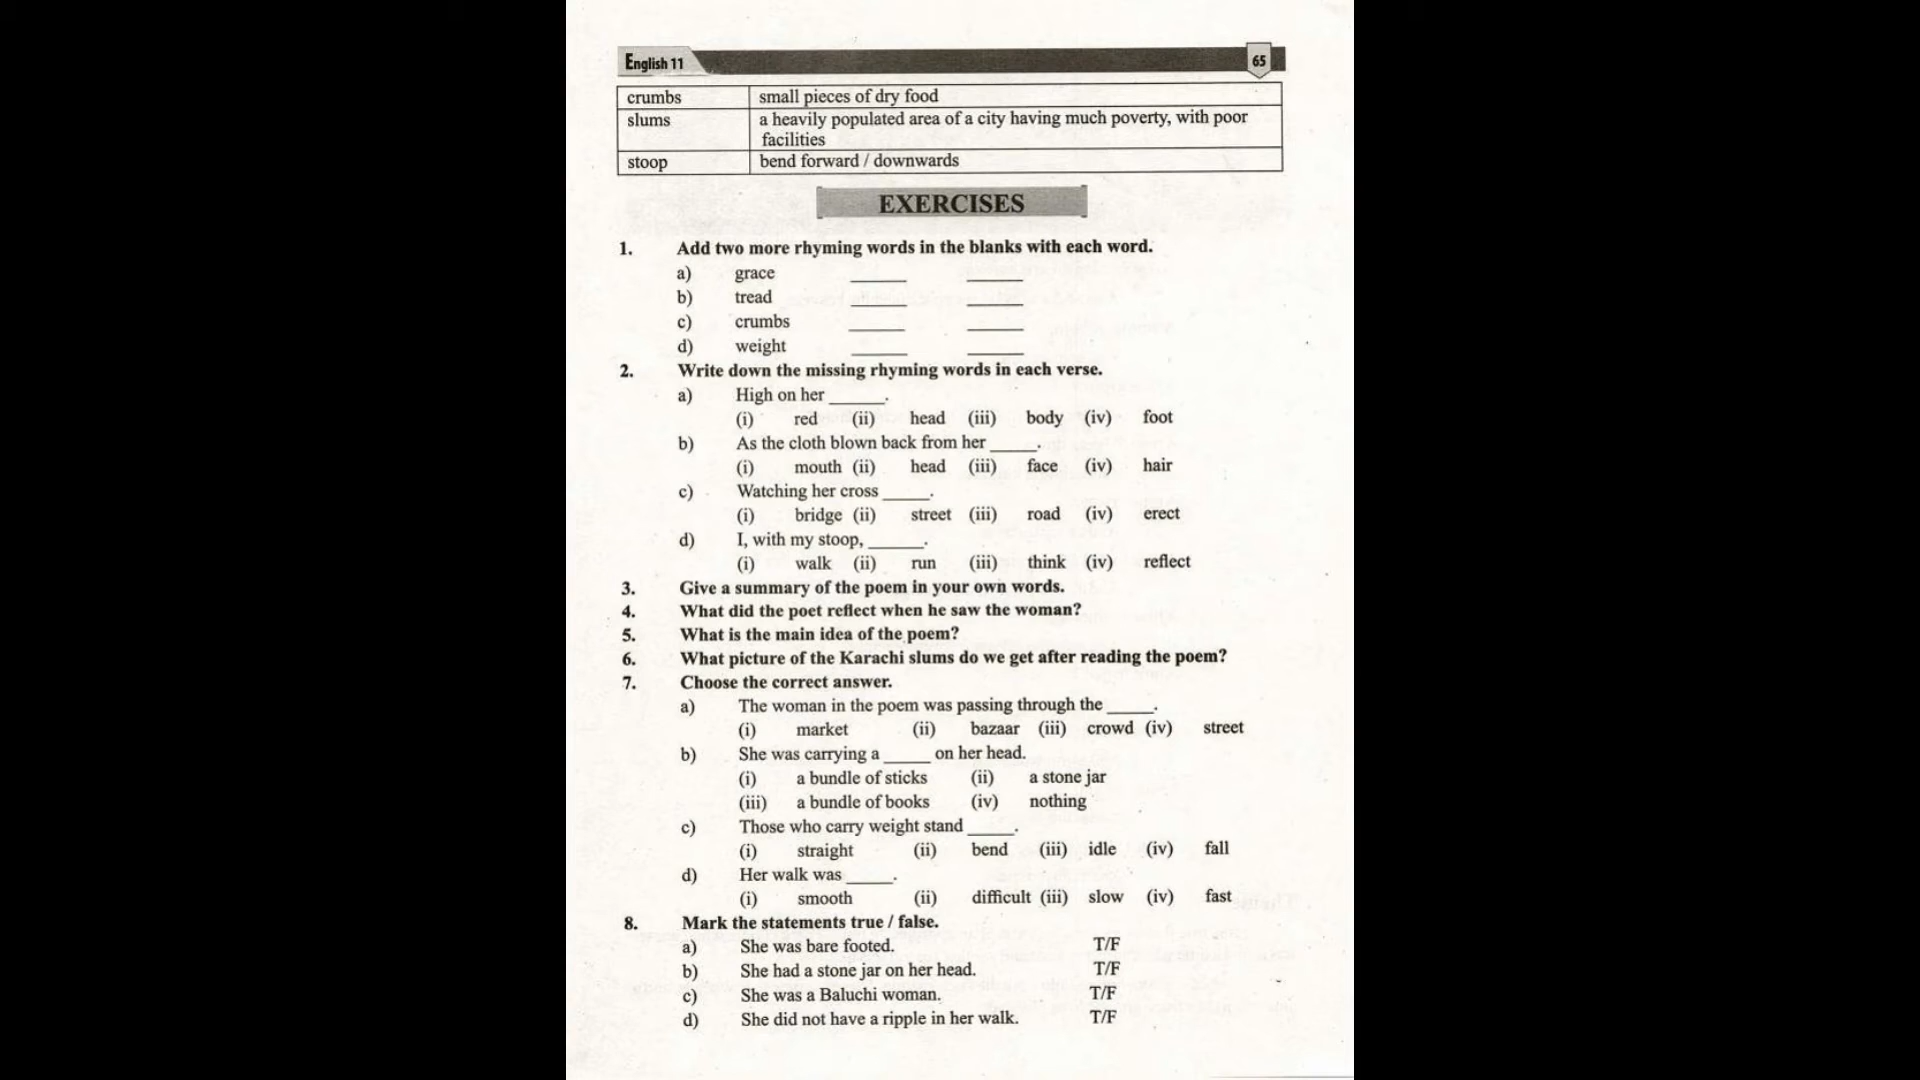 English 11
65
crumbs small pieces of dry food
slums a heavily populated area of a city having much poverty, with poor
facilities
stoop bend forward / downwards
EXERCISES
1. Add two more rhyming words in the blanks with each word.
a) grace ______ ______
b) tread ______ ______
c) crumbs ______ ______
d) weight ______ ______
2. Write down the missing rhyming words in each verse.
a) High on her ______.
(i) red (ii) head (iii) body (iv) foot
b) As the cloth blown back from her _____.
(i) mouth (ii) head (iii) face (iv) hair
c) Watching her cross _____.
(i) bridge (ii) street (iii) road (iv) erect
d) I, with my stoop, ______.
(i) walk (ii) run (iii) think (iv) reflect
3. Give a summary of the poem in your own words.
4. What did the poet reflect when he saw the woman?
5. What is the main idea of the poem?
6. What picture of the Karachi slums do we get after reading the poem?
7. Choose the correct answer.
a) The woman in the poem was passing through the _____.
(i) market (ii) bazaar (iii) crowd (iv) street
b) She was carrying a _____ on her head.
(i) a bundle of sticks (ii) a stone jar
(iii) a bundle of books (iv) nothing
c) Those who carry weight stand _____.
(i) straight (ii) bend (iii) idle (iv) fall
d) Her walk was _____.
(i) smooth (ii) difficult (iii) slow (iv) fast
8. Mark the statements true / false.
a) She was bare footed. T/F
b) She had a stone jar on her head. T/F
c) She was a Baluchi woman. T/F
d) She did not have a ripple in her walk. T/F